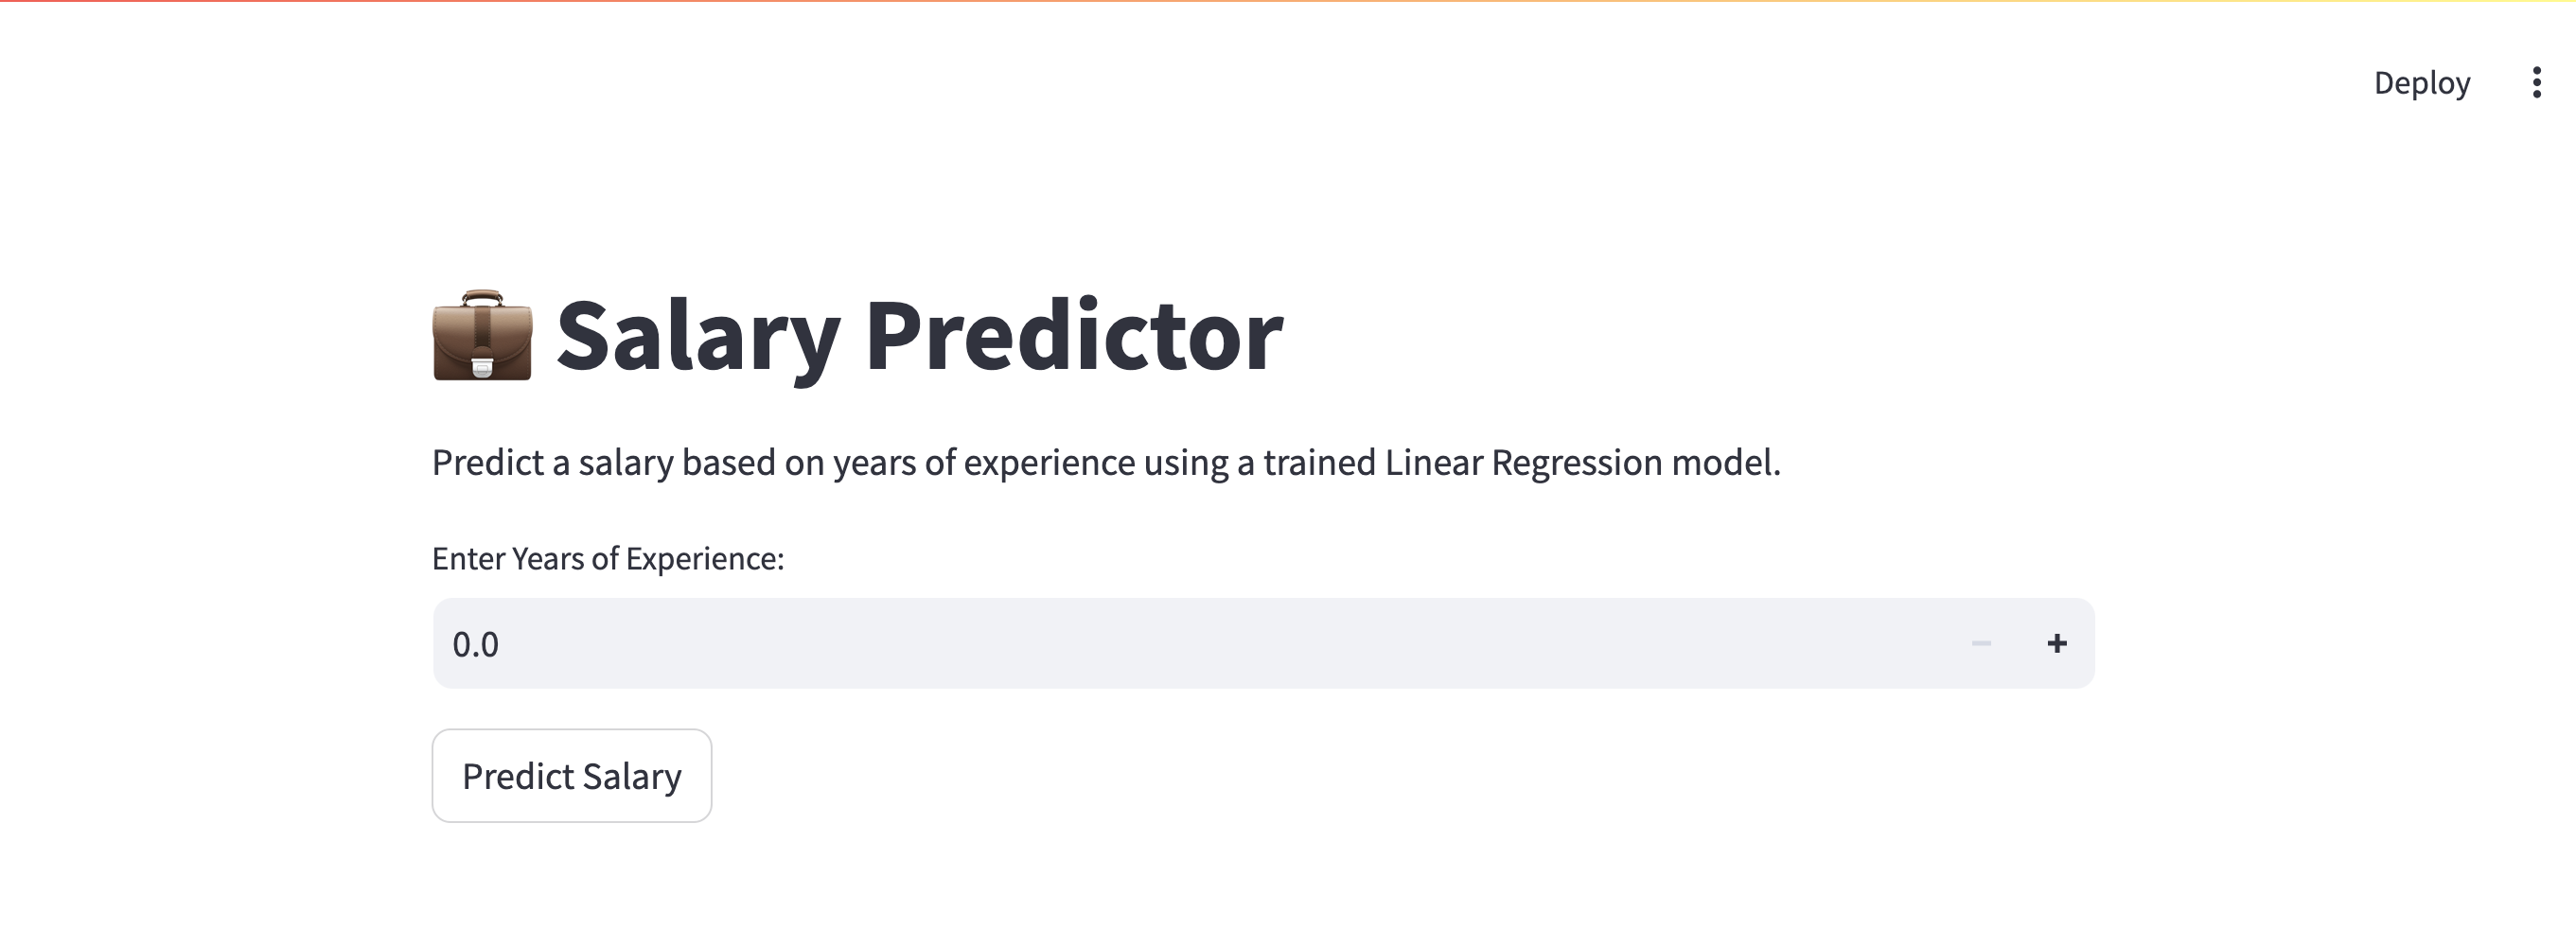 Deploy
Salary Predictor
Predict a salary based on years of experience using a trained Linear Regression model.
Enter Years of Experience:
0.0
Predict Salary